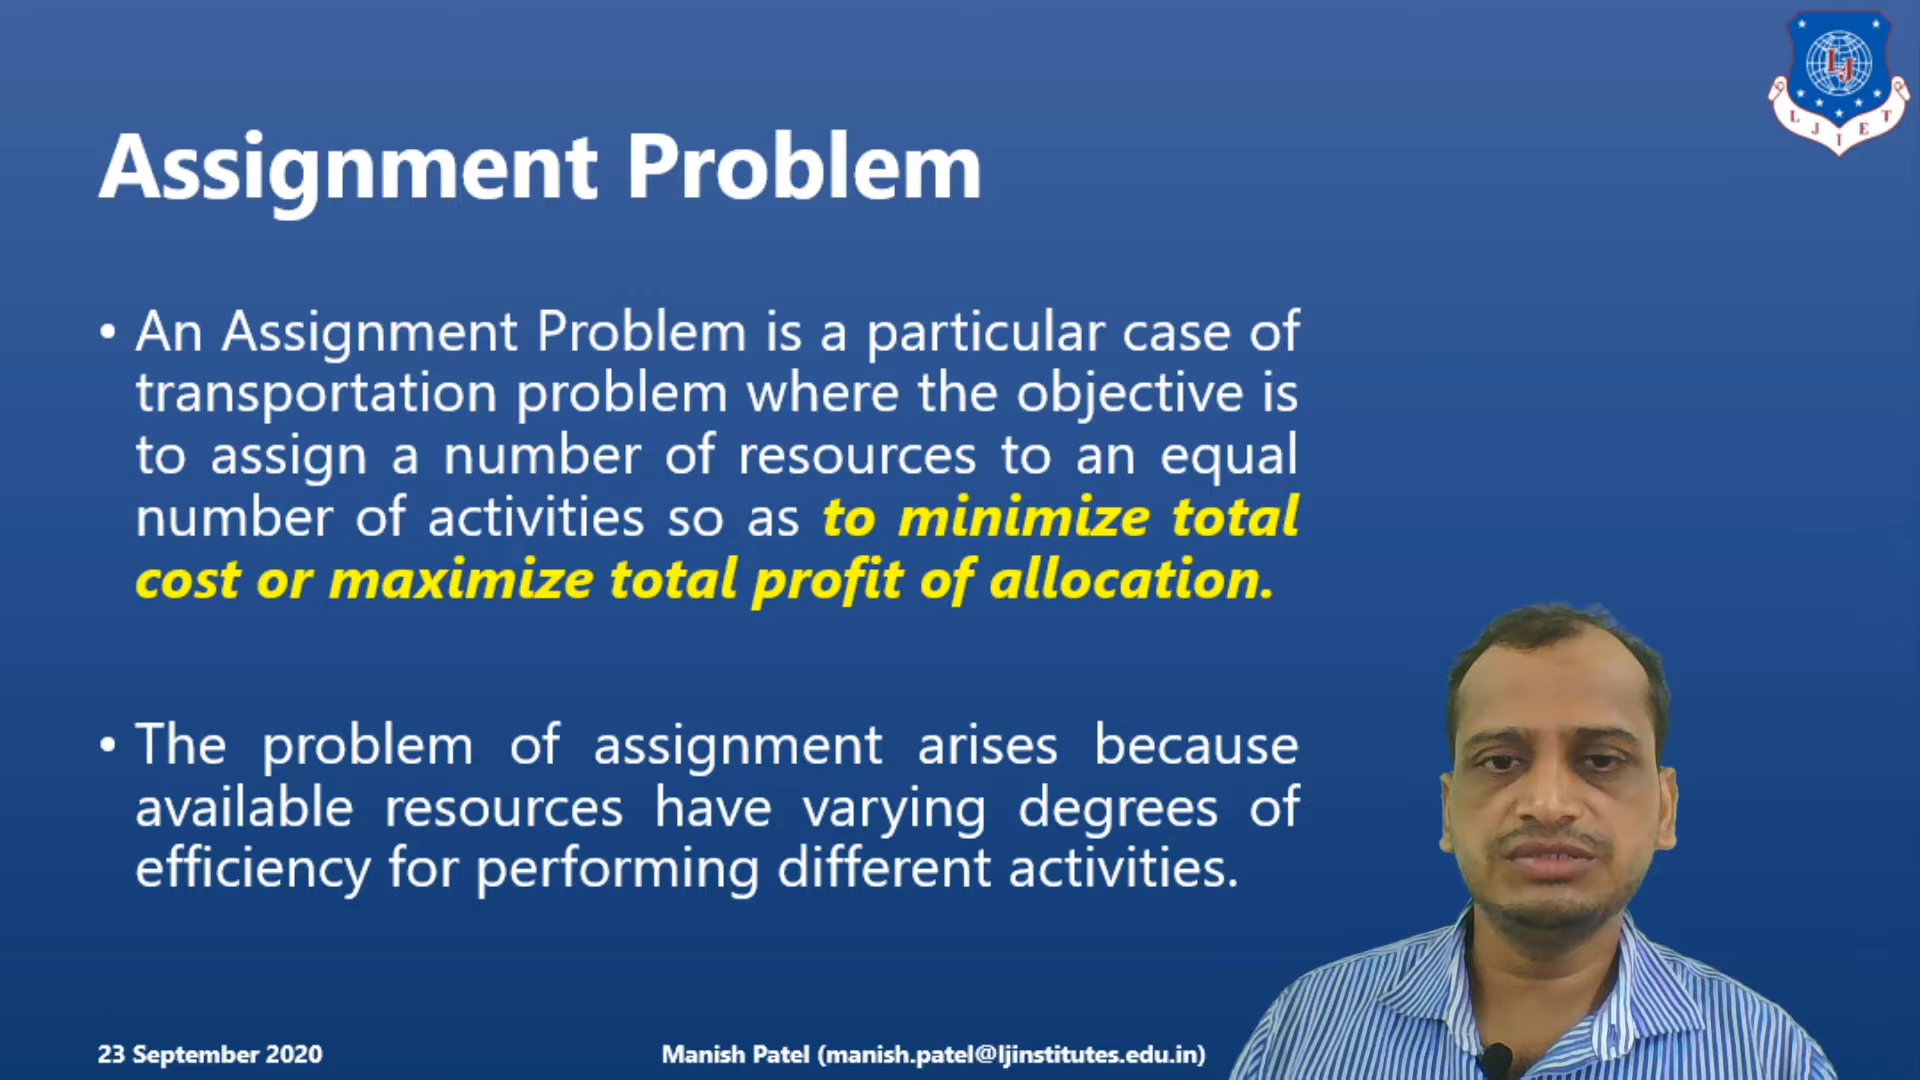 Assignment Problem
• An Assignment Problem is a particular case of
transportation problem where the objective is
to assign a number of resources to an equal
number of activities so as to minimize total
cost or maximize total profit of allocation.
• The problem of assignment arises because
available resources have varying degrees of
efficiency for performing different activities.
23 September 2020
Manish Patel (manish.patel@ljinstitutes.edu.in)
LJ
LJIET